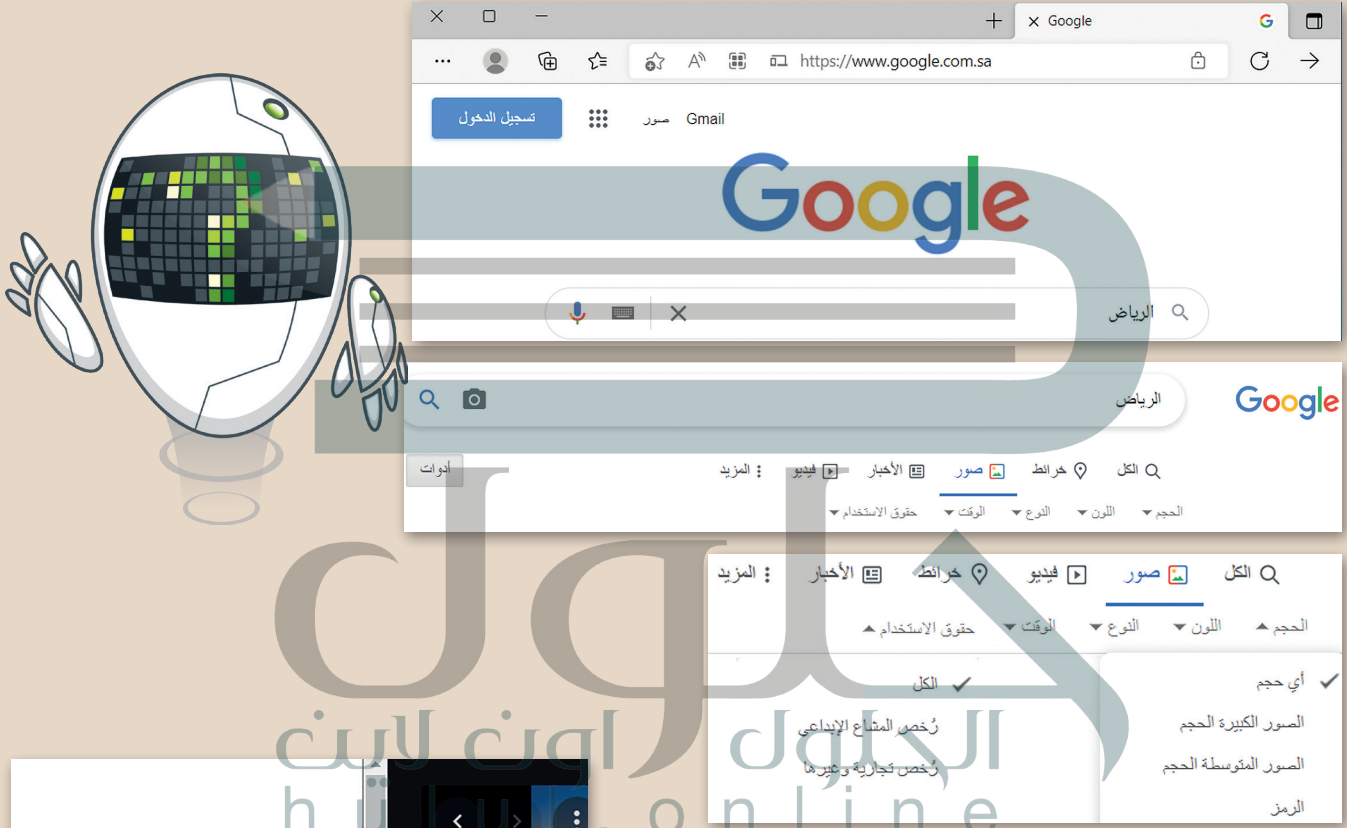 Google
https://www.google.com.sa
Gmail صور تسجيل الدخول
Google
الرياض
Google الرياض
الكل خرائط صور الأخبار فيديو المزيد أدوات
الحجم اللون النوع الوقت حقوق الاستخدام
الكل صور فيديو خرائط الأخبار المزيد
الحجم اللون النوع الوقت حقوق الاستخدام
أي حجم الكل
الصور الكبيرة الحجم رُخص المشاع الإبداعي
الصور المتوسطة الحجم رُخص تجارية وغيرها
الرمز
حلول
الحلول اون لاين
hulul.online